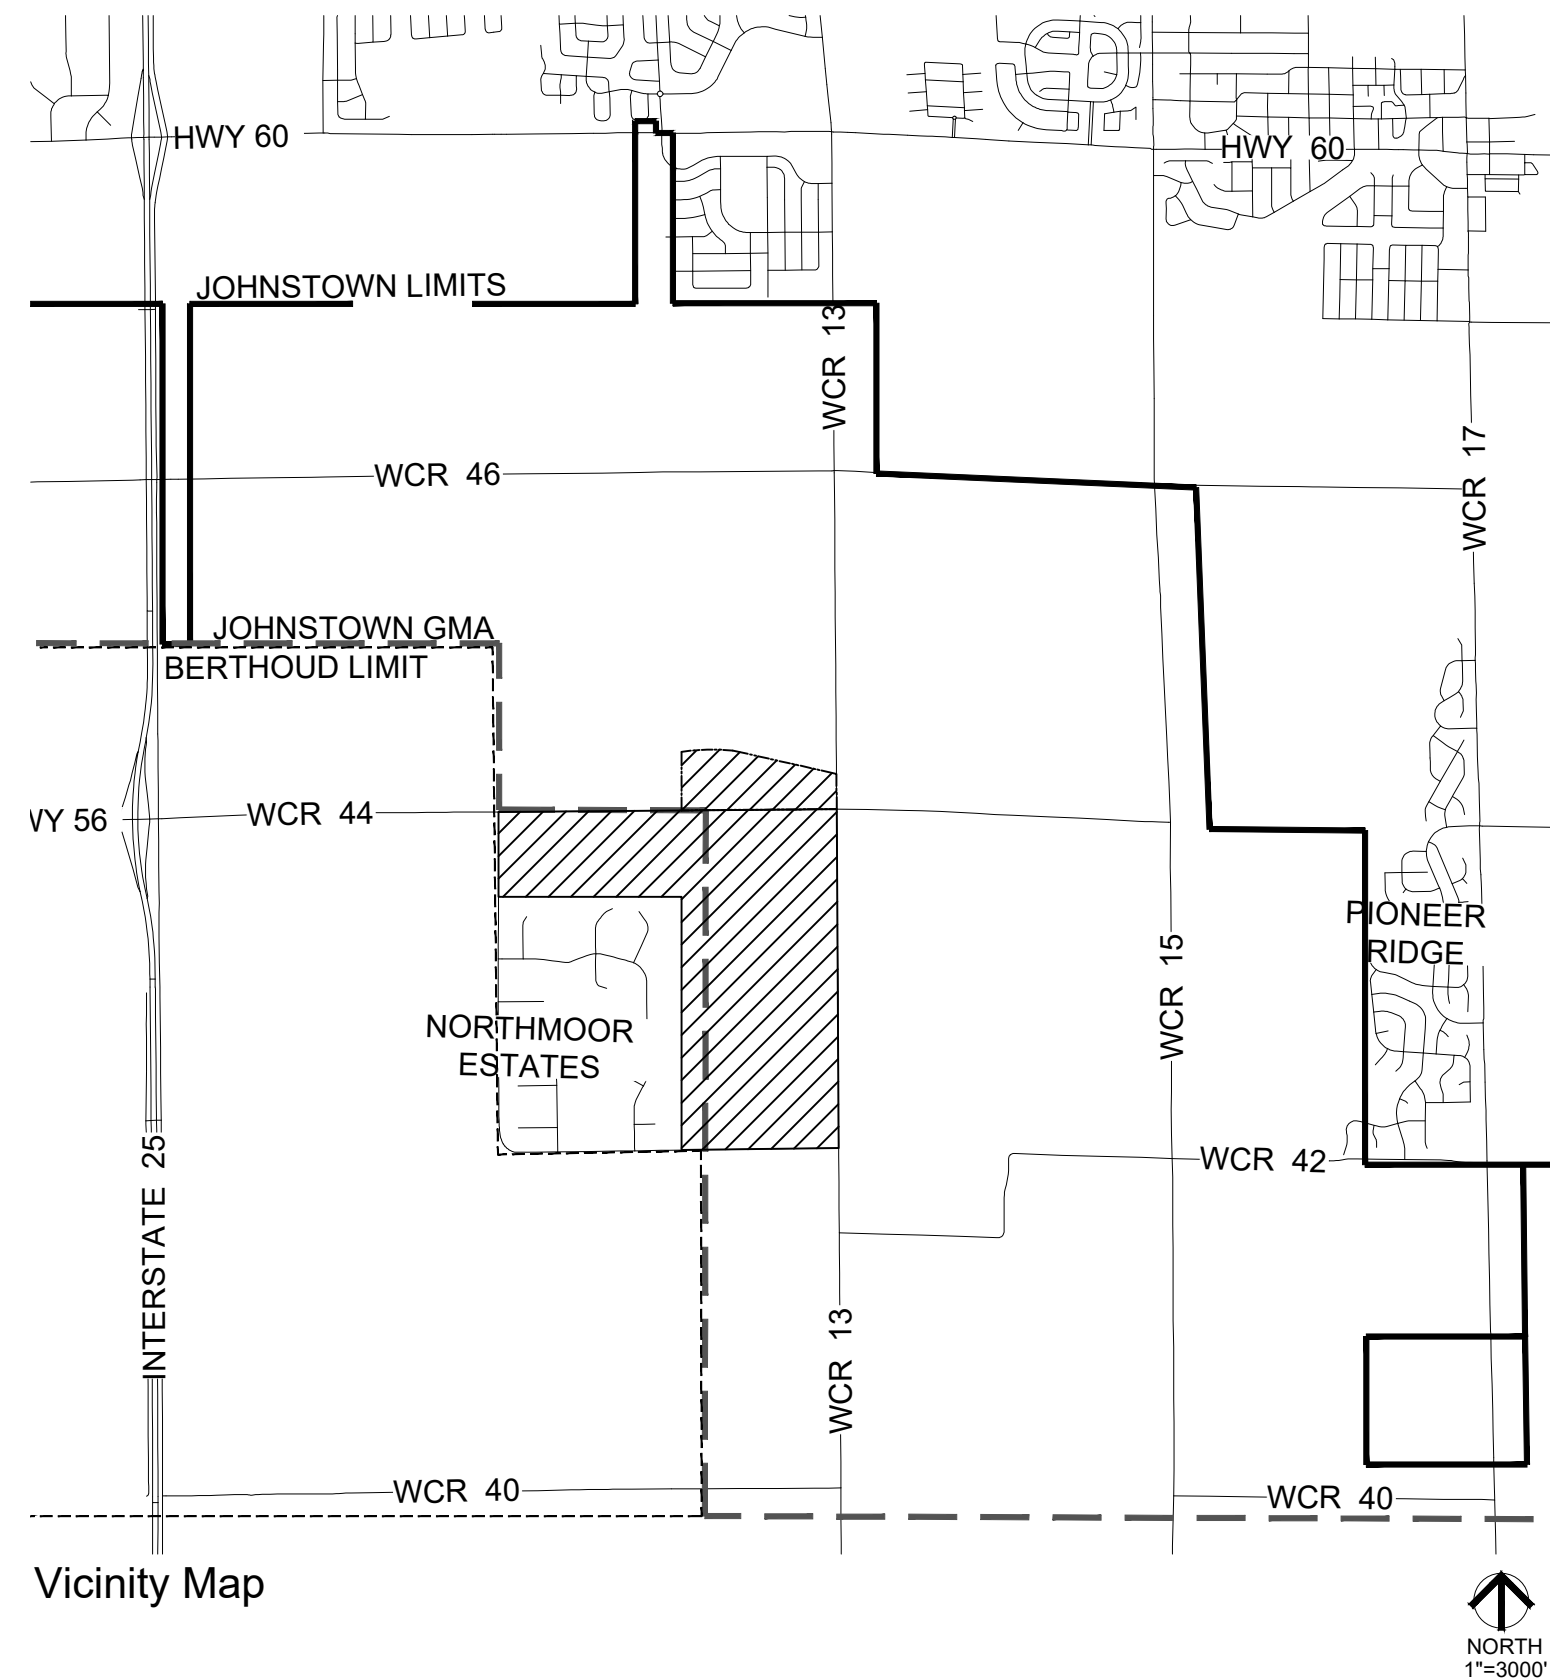 HWY 60
HWY 60
JOHNSTOWN LIMITS
WCR 13
WCR 46
WCR 17
JOHNSTOWN GMA
BERTHOUD LIMIT
WY 56
WCR 44
PIONEER
RIDGE
WCR 15
NORTHMOOR
ESTATES
INTERSTATE 25
WCR 42
WCR 13
WCR 40
WCR 40
Vicinity Map
NORTH
1"=3000'